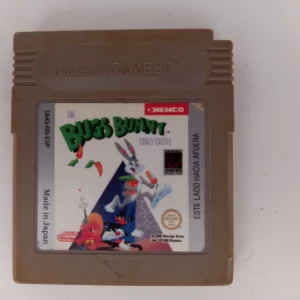 Nintendo GAME BOY
KEMCO
THE
BUGS BUNNY
CRAZY CASTLE
DMG-BB-ESP
Made in Japan
ESTE LADO HACIA AFUERA
Nintendo